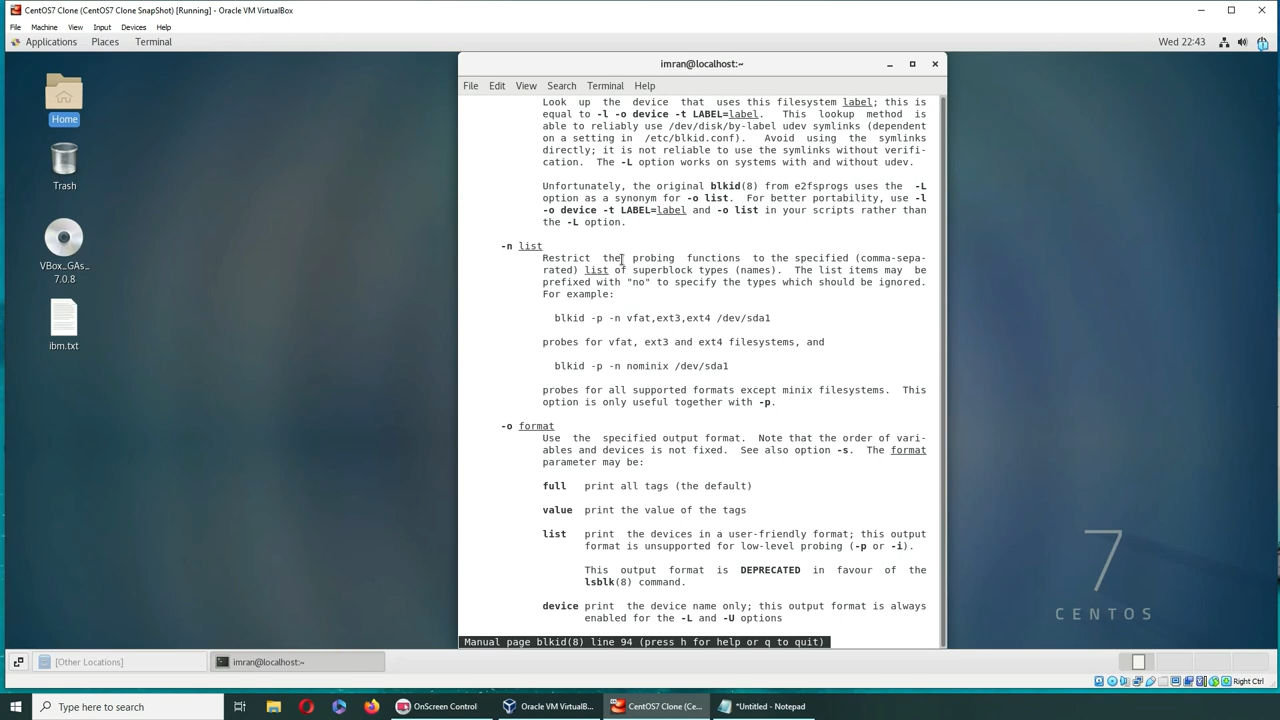 CentOS7 Clone (CentOS Clone SnapShot) [Running] - Oracle VM VirtualBox
File Machine View Input Devices Help
Applications Places Terminal
Wed 22:43
imran@localhost:~
File Edit View Search Terminal Help
Look up the device that uses this filesystem label; this is
equal to -l -o device -t LABEL=label. This lookup method is
able to reliably use /dev/disk/by-label udev symlinks (dependent
on a setting in /etc/blkid.conf). Avoid using the symlinks
directly; it is not reliable to use the symlinks without verifi-
cation. The -L option works on systems with and without udev.
Unfortunately, the original blkid(8) from e2fsprogs uses the -L
option as a synonym for -o list. For better portability, use -l
-o device -t LABEL=label and -o list in your scripts rather than
the -L option.
-n list
Restrict the probing functions to the specified (comma-sepa-
rated) list of superblock types (names). The list items may be
prefixed with "no" to specify the types which should be ignored.
For example:
blkid -p -n vfat,ext3,ext4 /dev/sda1
probes for vfat, ext3 and ext4 filesystems, and
blkid -p -n nominix /dev/sda1
probes for all supported formats except minix filesystems. This
option is only useful together with -p.
-o format
Use the specified output format. Note that the order of vari-
ables and devices is not fixed. See also option -s. The format
parameter may be:
full print all tags (the default)
value print the value of the tags
list print the devices in a user-friendly format; this output
format is unsupported for low-level probing (-p or -i).
This output format is DEPRECATED in favour of the
lsblk(8) command.
device print the device name only; this output format is always
enabled for the -L and -U options
Manual page blkid(8) line 94 (press h for help or q to quit)
Home
Trash
VBox_GAs_
7.0.8
ibm.txt
7
CENTOS
[Other Locations]
imran@localhost:~
Right Ctrl
Type here to search
OnScreen Control
Oracle VM VirtualB...
CentOS7 Clone (Ce...
*Untitled - Notepad